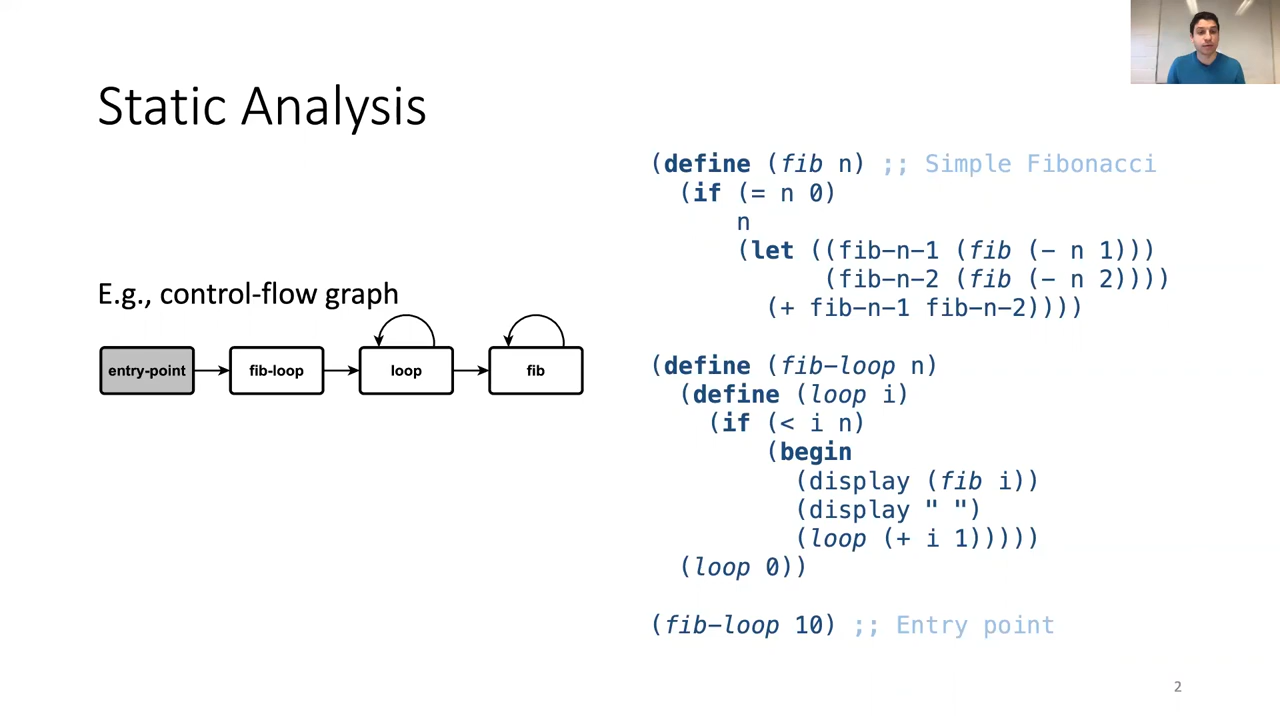 Static Analysis
E.g., control-flow graph
entry-point
fib-loop
loop
fib
(define (fib n) ;; Simple Fibonacci
  (if (= n 0)
      n
      (let ((fib-n-1 (fib (- n 1)))
            (fib-n-2 (fib (- n 2))))
        (+ fib-n-1 fib-n-2))))
(define (fib-loop n)
  (define (loop i)
    (if (< i n)
        (begin
          (display (fib i))
          (display " ")
          (loop (+ i 1)))))
  (loop 0))
(fib-loop 10) ;; Entry point
2